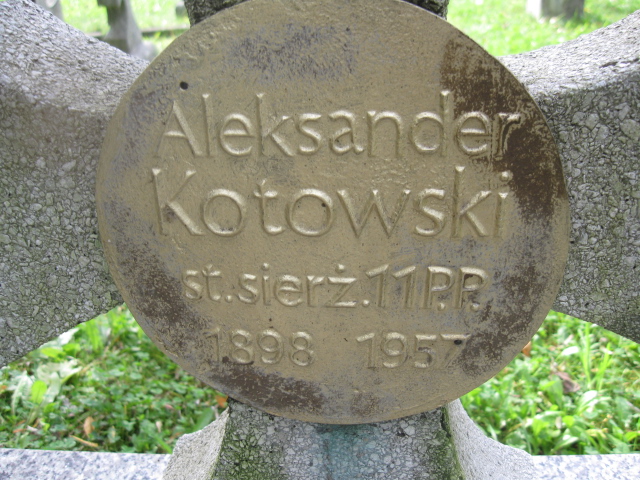 Aleksander
Kotowski
st.sierż.11P.P.
1898 1957